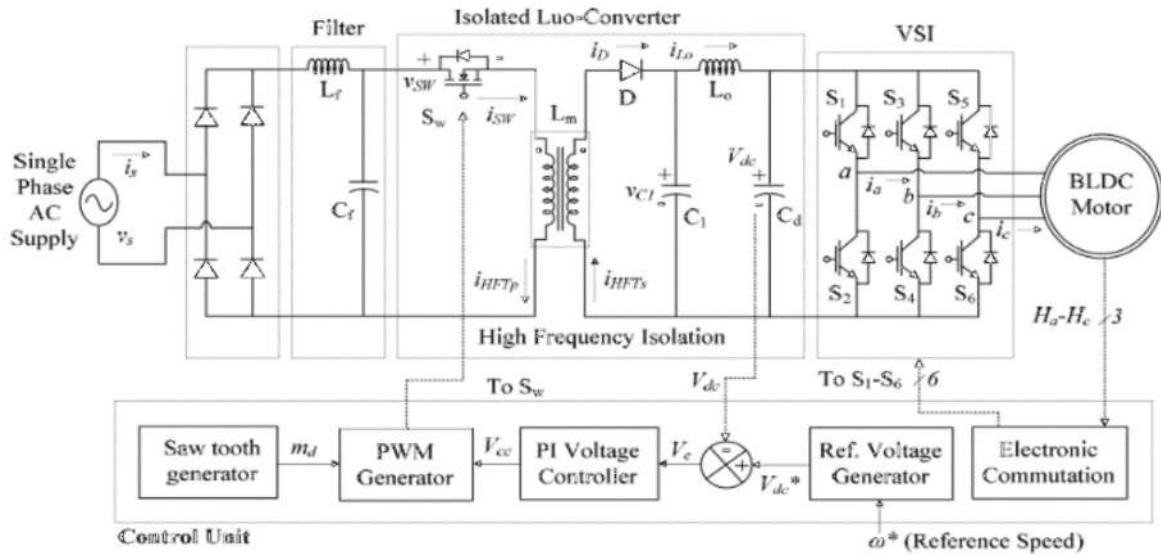 Isolated Luo-Converter
Filter
VSI
i_D
i_Lo
+
-
v_SW
L_f
S_w
i_SW
D
L_o
L_m
S_1
S_3
S_5
Single
Phase
AC
Supply
i_s
v_s
C_f
+
v_C1
-
C_1
V_dc
+
-
C_d
a
i_a
b
i_b
c
i_c
BLDC
Motor
i_HFTp
i_HFTs
S_2
S_4
S_6
High Frequency Isolation
H_a-H_c
3
To S_w
V_dc
To S_1-S_6
6
Saw tooth
generator
m_d
PWM
Generator
V_cc
PI Voltage
Controller
V_e
-
+
V_dc*
Ref. Voltage
Generator
Electronic
Commutation
Control Unit
ω* (Reference Speed)